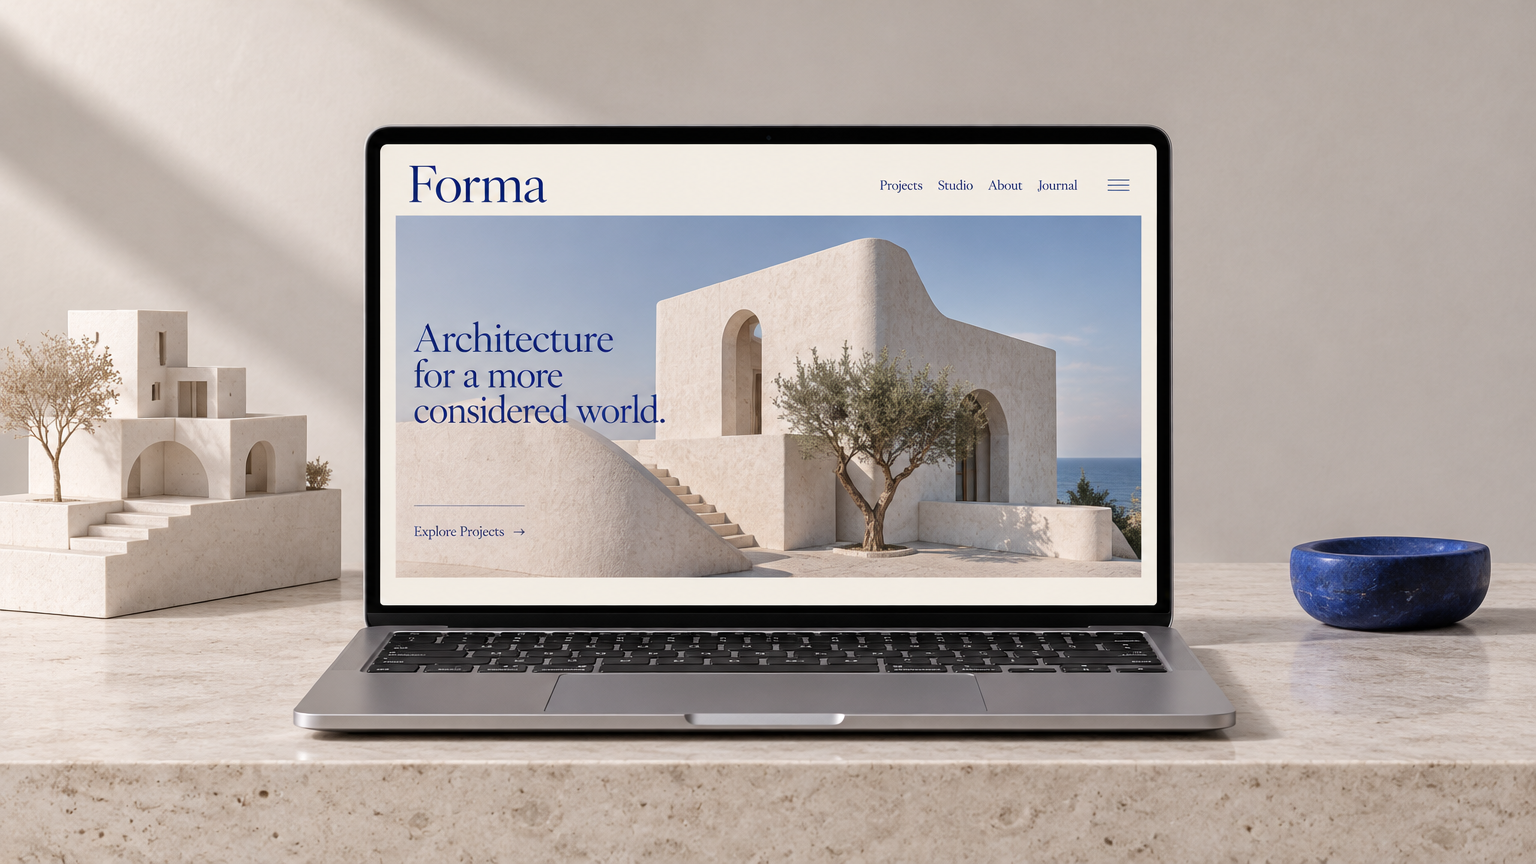 Forma
Projects Studio About Journal
Architecture
for a more
considered world.
Explore Projects →